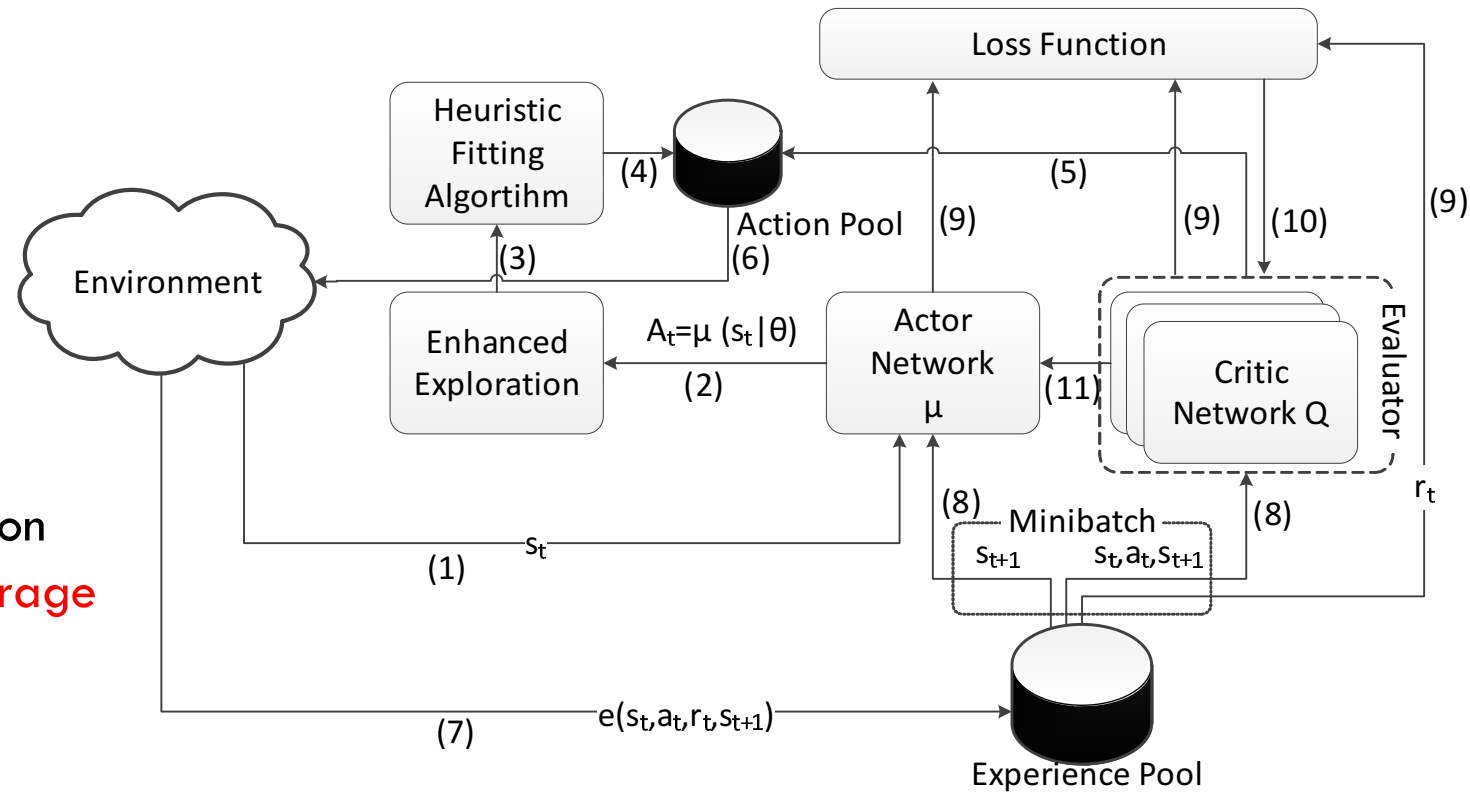 Loss Function
Heuristic
Fitting
Algortihm
(4)
(5)
(9)
Action Pool
(9)
(9)
(10)
(3)
(6)
Environment
Enhanced
Exploration
Aₜ=μ (sₜ|θ)
(2)
Actor
Network
μ
(11)
Critic
Network Q
Evaluator
rₜ
(8)
(8)
Minibatch
sₜ₊₁
sₜ,aₜ,sₜ₊₁
on
rage
sₜ
(1)
e(sₜ,aₜ,rₜ,sₜ₊₁)
(7)
Experience Pool